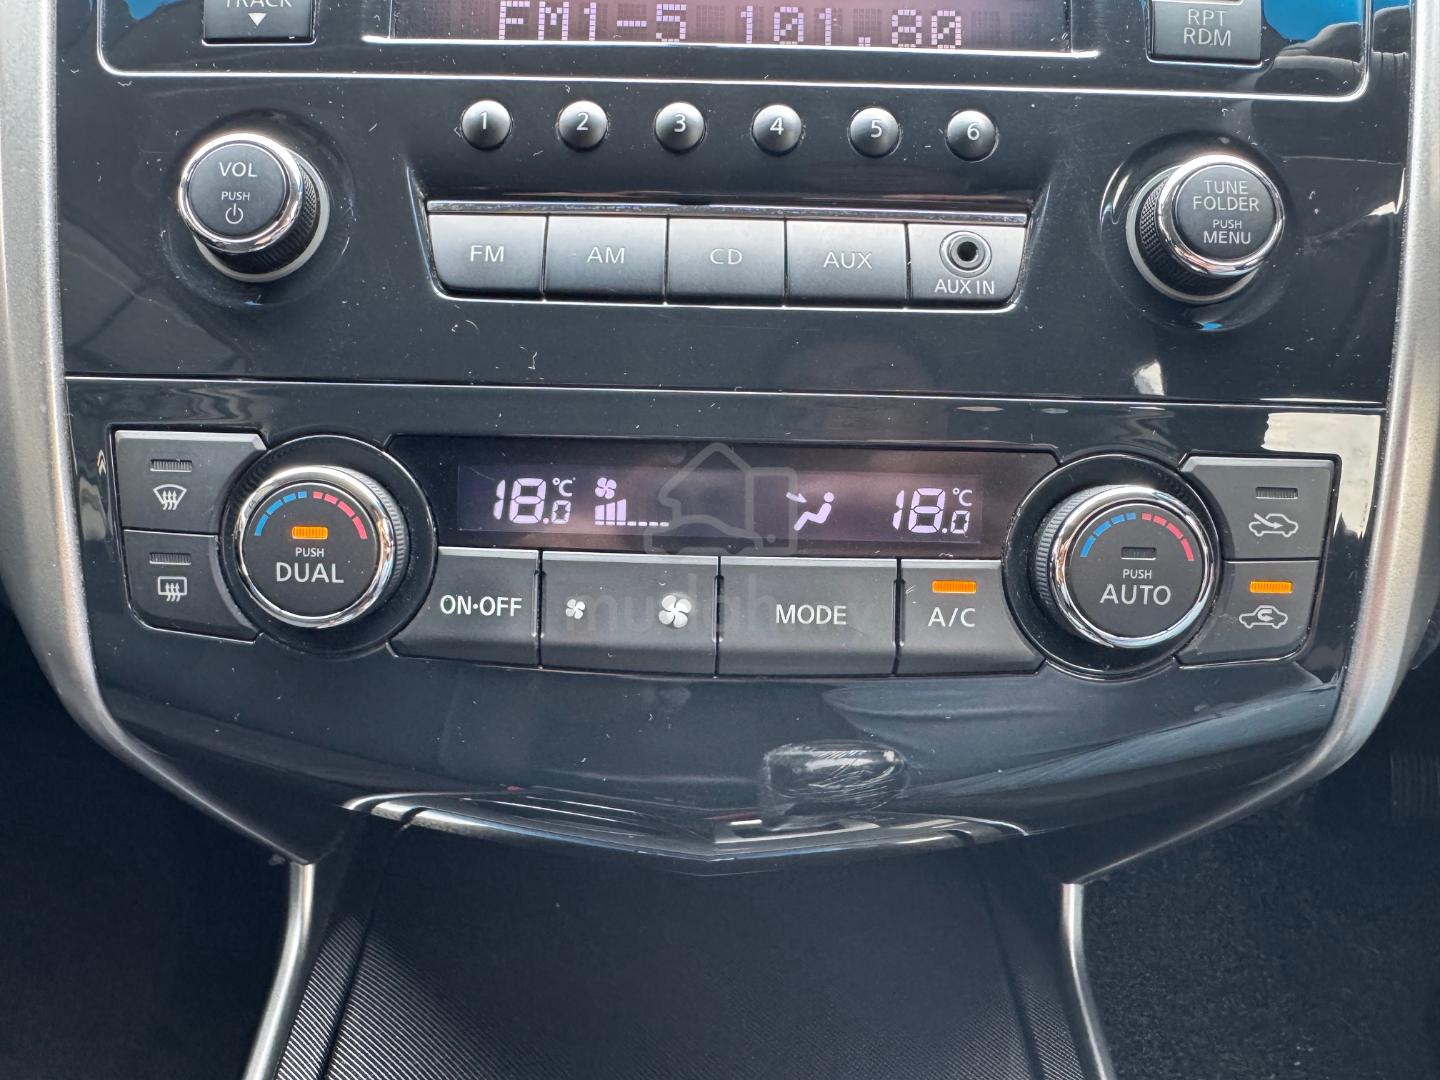 TRACK
FM1-5 101.80
RPT
RDM
1 2 3 4 5 6
VOL
PUSH
TUNE
FOLDER
PUSH
MENU
FM AM CD AUX
AUX IN
18.0 °C
18.0 °C
PUSH
DUAL
ON·OFF
MODE
A/C
PUSH
AUTO